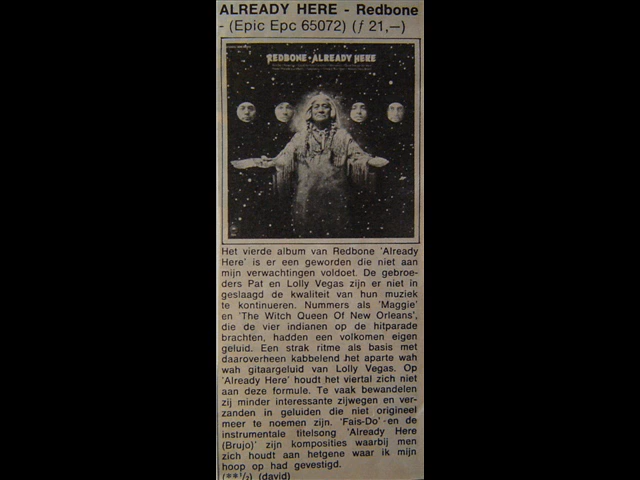 ALREADY HERE - Redbone
- (Epic Epc 65072) (ƒ 21,—)
REDBONE • ALREADY HERE
Het vierde album van Redbone 'Already
Here' is er een geworden die niet aan
mijn verwachtingen voldoet. De gebroe-
ders Pat en Lolly Vegas zijn er niet in
geslaagd de kwaliteit van hun muziek
te kontinueren. Nummers als 'Maggie'
en 'The Witch Queen Of New Orleans',
die de vier indianen op de hitparade
brachten, hadden een volkomen eigen
geluid. Een strak ritme als basis met
daaroverheen kabbelend het aparte wah
wah gitaargeluid van Lolly Vegas. Op
'Already Here' houdt het viertal zich niet
aan deze formule. Te vaak bewandelen
zij minder interessante zijwegen en ver-
zanden in geluiden die niet origineel
meer te noemen zijn. 'Fais-Do' en de
instrumentale titelsong 'Already Here
(Brujo)' zijn komposities waarbij men
zich houdt aan hetgene waar ik mijn
hoop op had gevestigd.
(**½) (david)